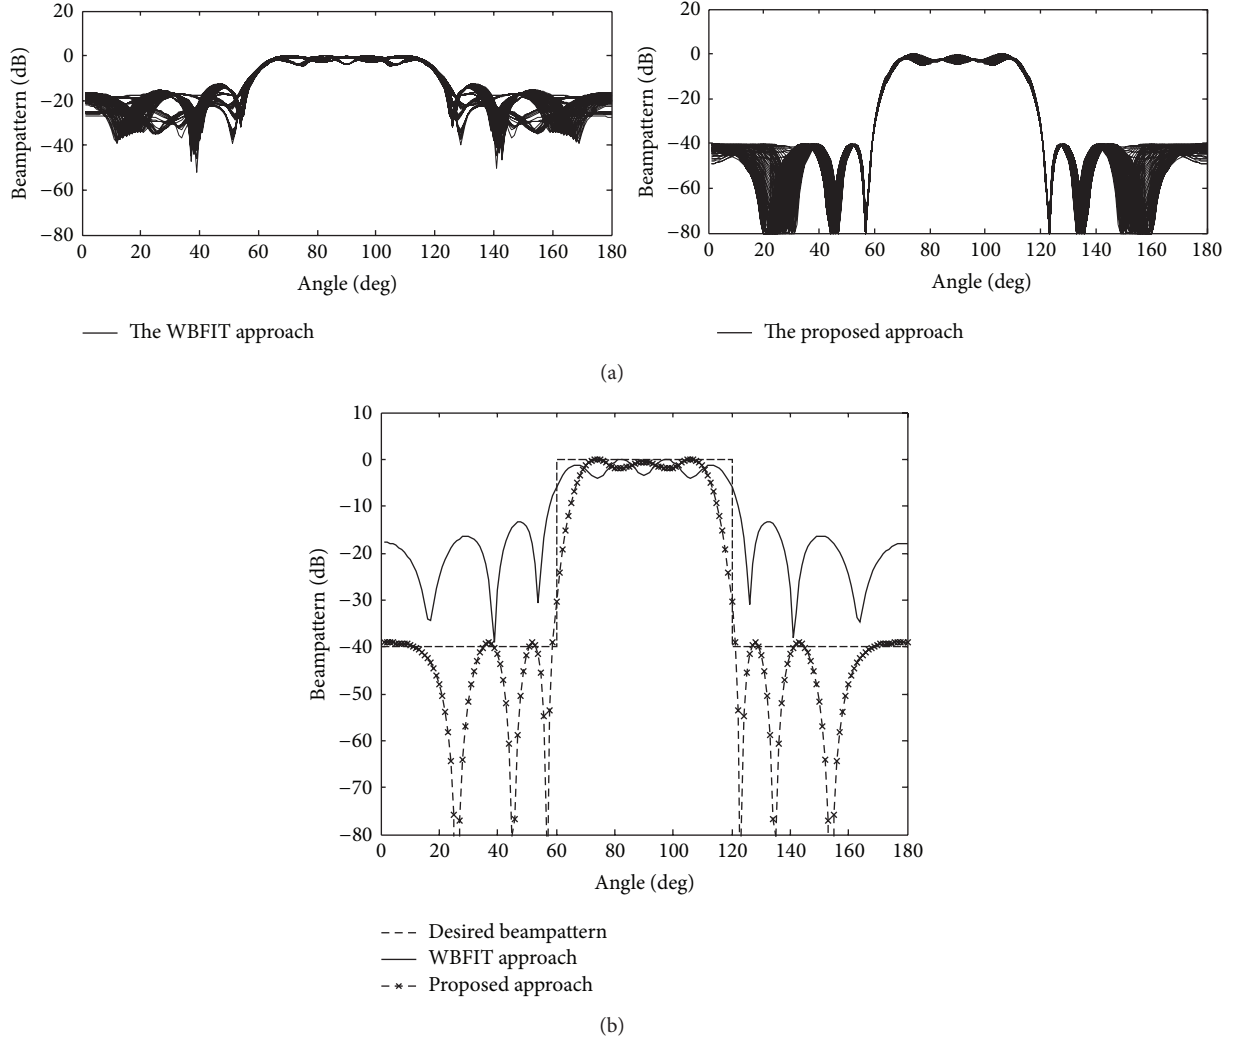 20
0
−20
−40
−60
−80
Beampattern (dB)
0 20 40 60 80 100 120 140 160 180
Angle (deg)
The WBFIT approach
20
0
−20
−40
−60
−80
Beampattern (dB)
0 20 40 60 80 100 120 140 160 180
Angle (deg)
The proposed approach
(a)
10
0
−10
−20
−30
−40
−50
−60
−70
−80
Beampattern (dB)
0 20 40 60 80 100 120 140 160 180
Angle (deg)
Desired beampattern
WBFIT approach
Proposed approach
(b)